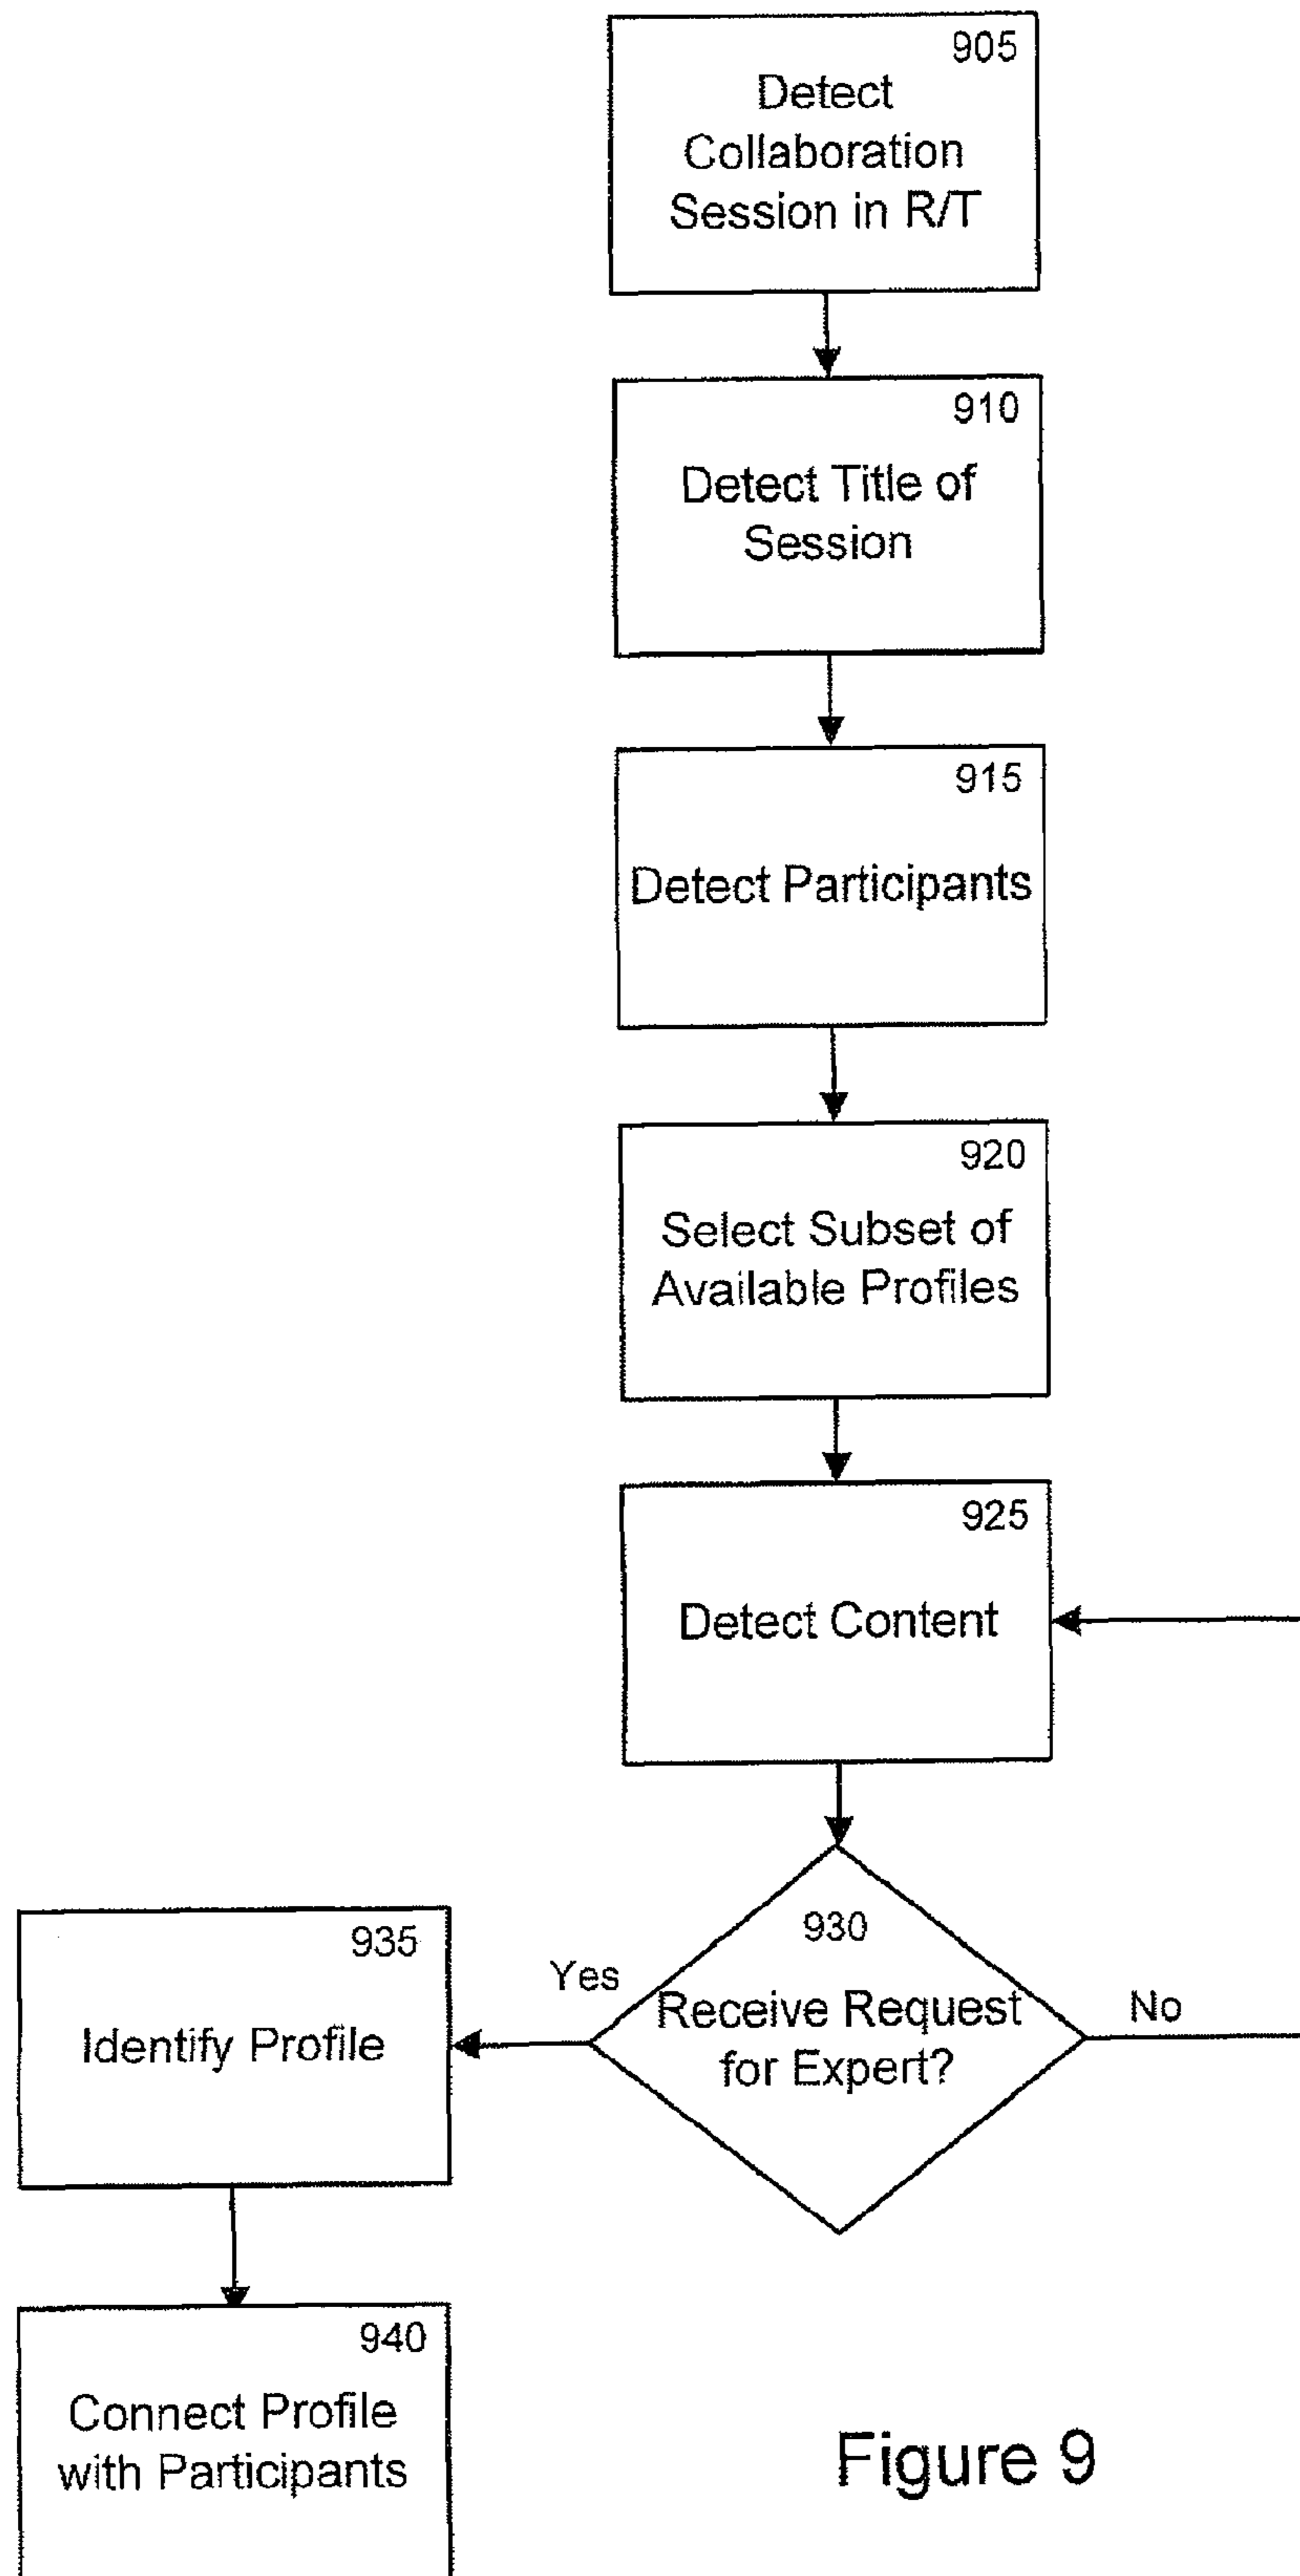 905
Detect
Collaboration
Session in R/T
910
Detect Title of
Session
915
Detect Participants
920
Select Subset of
Available Profiles
925
Detect Content
930
Receive Request
for Expert?
Yes
No
935
Identify Profile
940
Connect Profile
with Participants
Figure 9